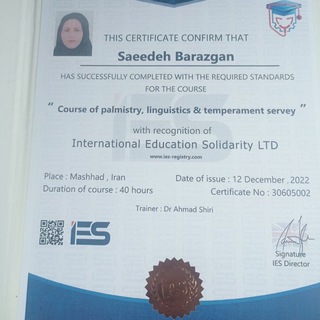 THIS CERTIFICATE CONFIRM THAT
Saeedeh Barazgan
HAS SUCCESSFULLY COMPLETED WITH THE REQUIRED STANDARDS
FOR THE COURSE
“ Course of palmistry, linguistics & temperament servey ”
with recognition of
International Education Solidarity LTD
www.ies-registry.com
Place : Mashhad , Iran
Date of issue : 12 December .2022
Duration of course : 40 hours
Certificate No : 30605002
Trainer : Dr Ahmad Shiri
IES
Signature
IES Director